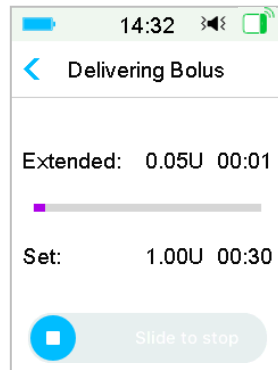 14:32
Delivering Bolus
Extended: 0.05U 00:01
Set: 1.00U 00:30
Slide to stop